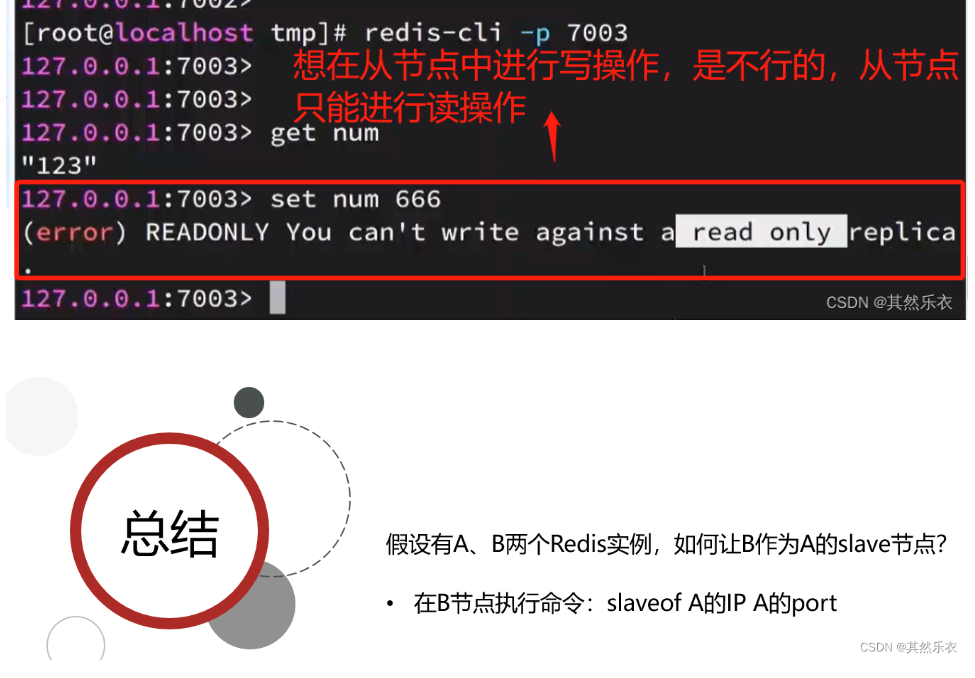 127.0.0.1:7002>
[root@localhost tmp]# redis-cli -p 7003
127.0.0.1:7003>
想在从节点中进行写操作，是不行的，从节点
127.0.0.1:7003>
只能进行读操作
127.0.0.1:7003> get num
"123"
127.0.0.1:7003> set num 666
(error) READONLY You can't write against a read only replica
.
127.0.0.1:7003>
CSDN @其然乐衣
总结
假设有A、B两个Redis实例，如何让B作为A的slave节点？
• 在B节点执行命令：slaveof A的IP A的port
CSDN @其然乐衣